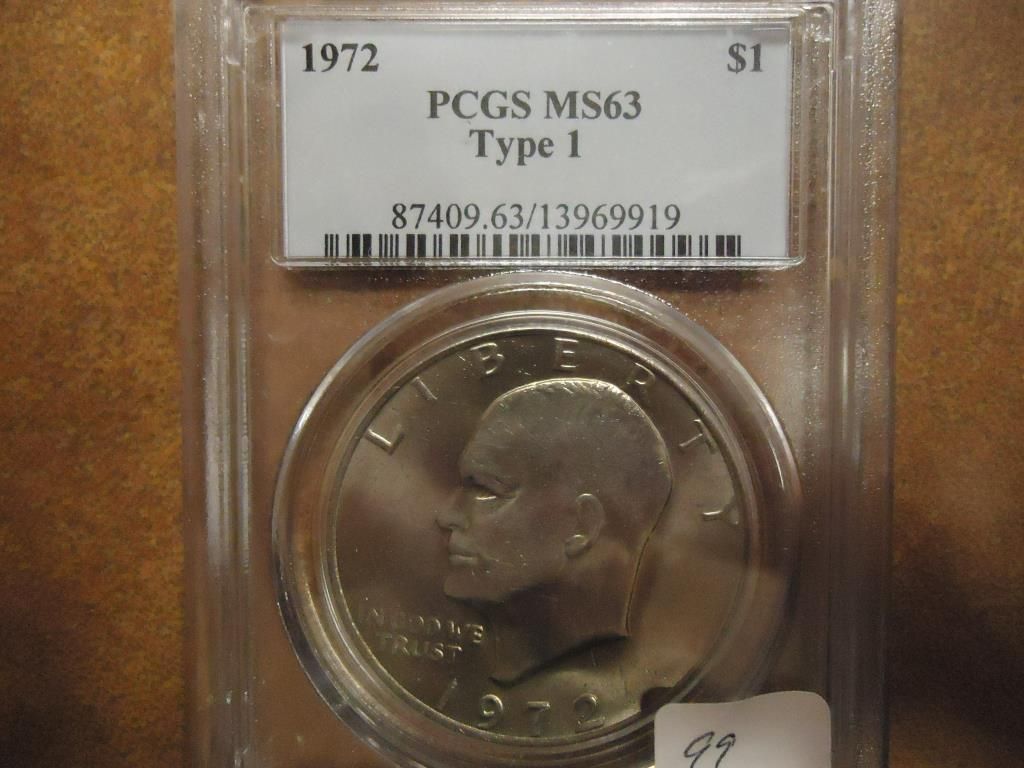 1972 $1
PCGS MS63
Type 1
87409.63/13969919
LIBERTY
IN GOD WE
TRUST
1972
99